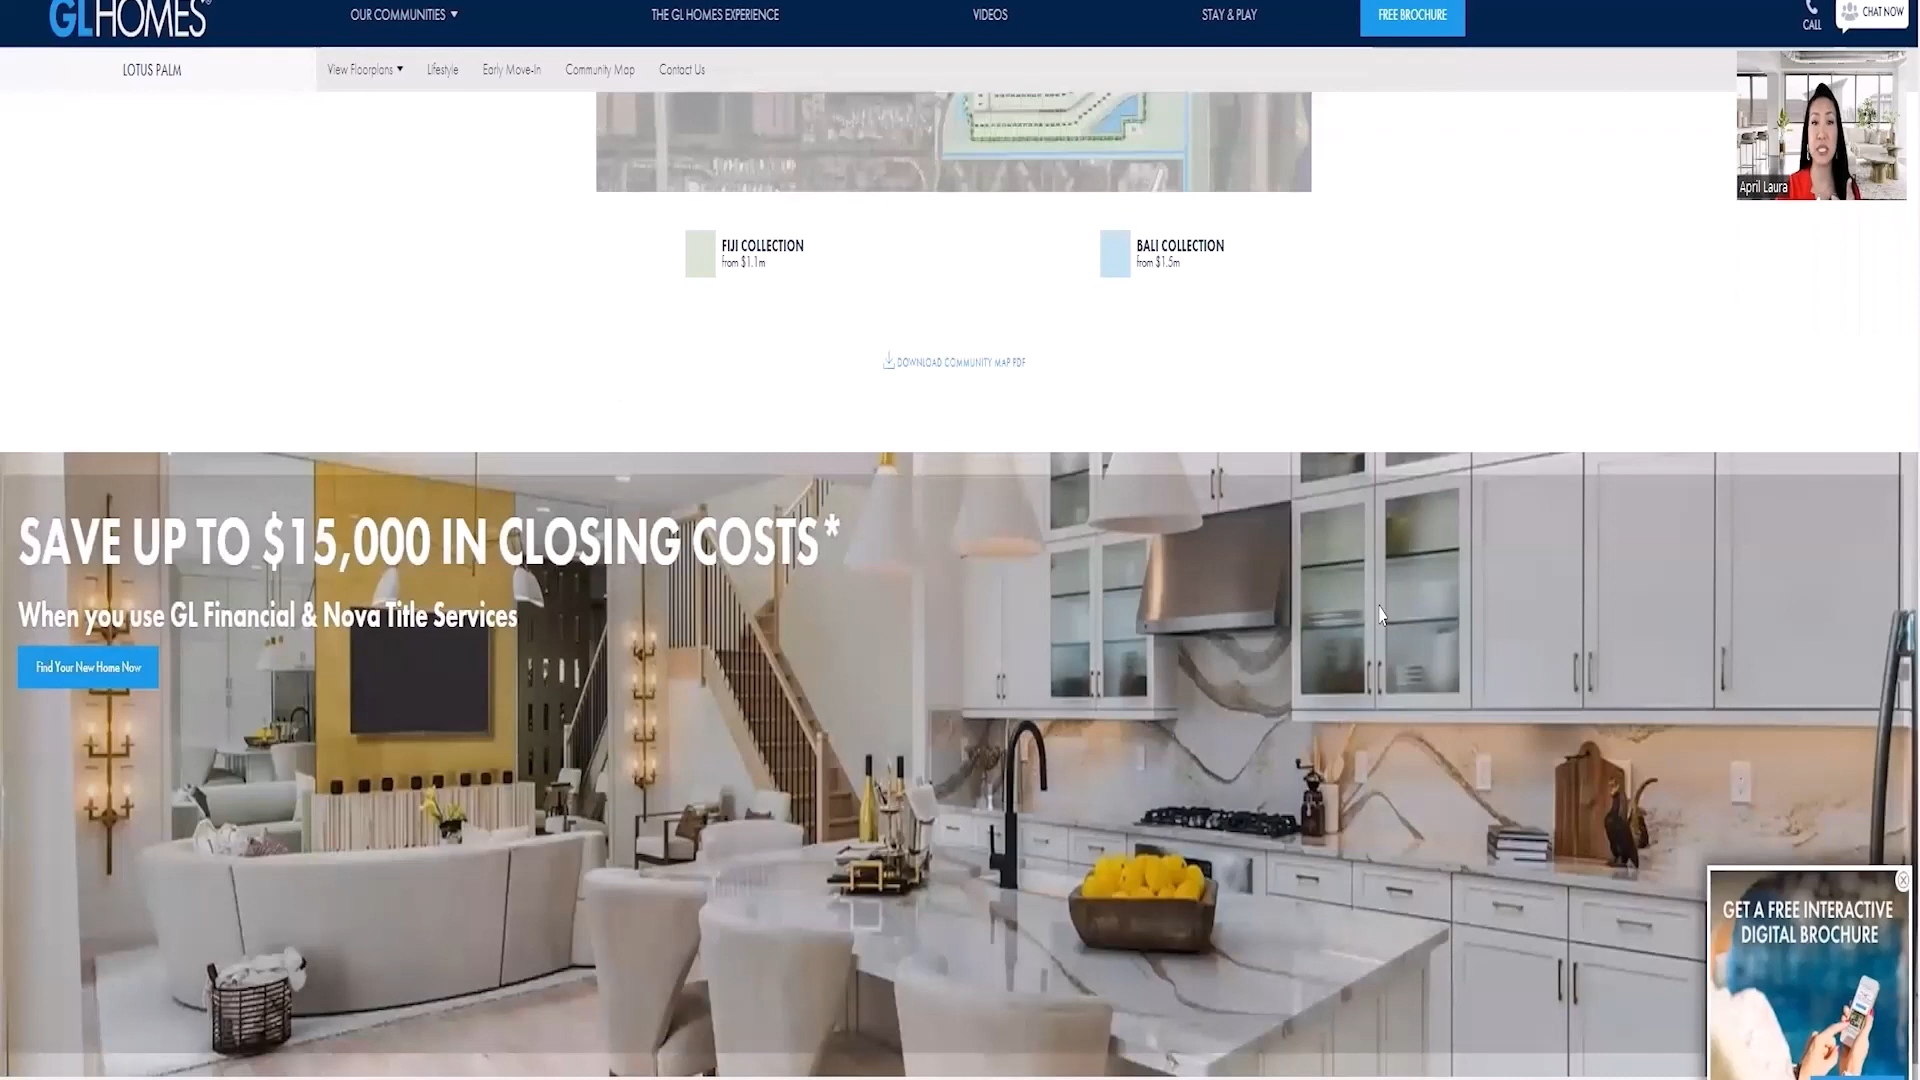 GLHOMES®
OUR COMMUNITIES
THE GL HOMES EXPERIENCE
VIDEOS
STAY & PLAY
FREE BROCHURE
CALL
CHAT NOW
LOTUS PALM
View Floorplans
Lifestyle
Early Move-In
Community Map
Contact Us
April Laura
FIJI COLLECTION
from $1.1m
BALI COLLECTION
from $1.5m
DOWNLOAD COMMUNITY MAP PDF
SAVE UP TO $15,000 IN CLOSING COSTS*
When you use GL Financial & Nova Title Services
Find Your New Home Now
GET A FREE INTERACTIVE
DIGITAL BROCHURE